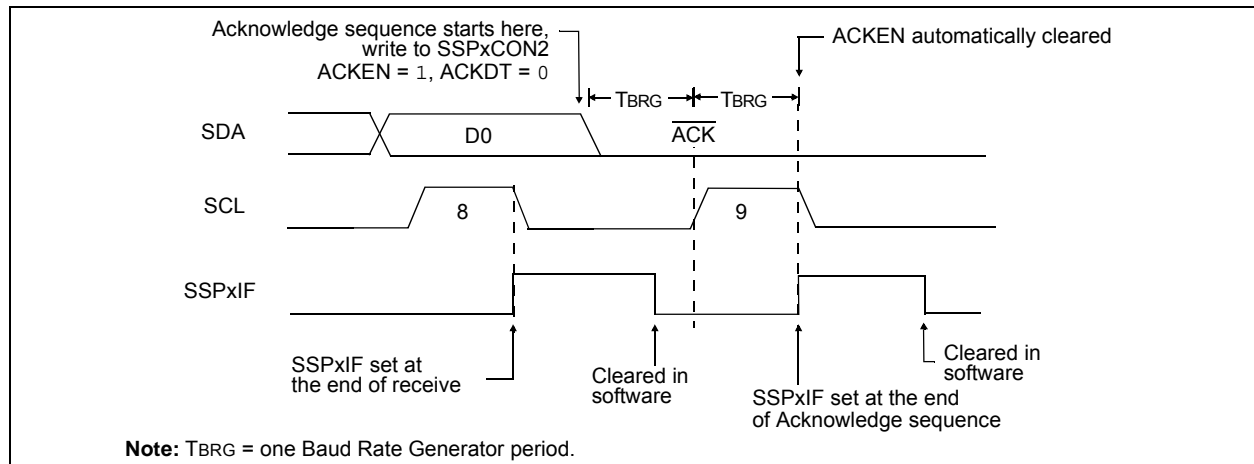 Acknowledge sequence starts here,
write to SSPxCON2
ACKEN = 1, ACKDT = 0
ACKEN automatically cleared
TBRG
TBRG
SDA
D0
ACK
SCL
8
9
SSPxIF
SSPxIF set at
the end of receive
Cleared in
software
SSPxIF set at the end
of Acknowledge sequence
Cleared in
software
Note: TBRG = one Baud Rate Generator period.